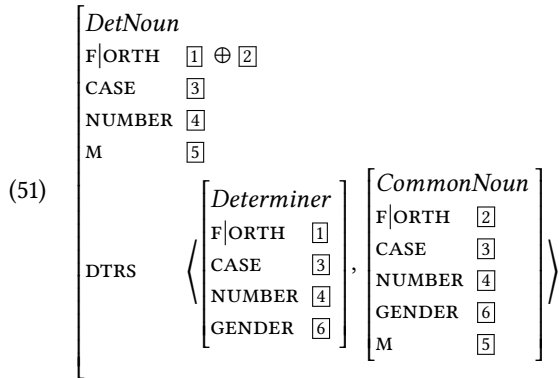 DetNoun
F|ORTH 1 ⊕ 2
CASE 3
NUMBER 4
M 5
(51)
DTRS ⟨ Determiner
F|ORTH 1
CASE 3
NUMBER 4
GENDER 6
,
CommonNoun
F|ORTH 2
CASE 3
NUMBER 4
GENDER 6
M 5 ⟩